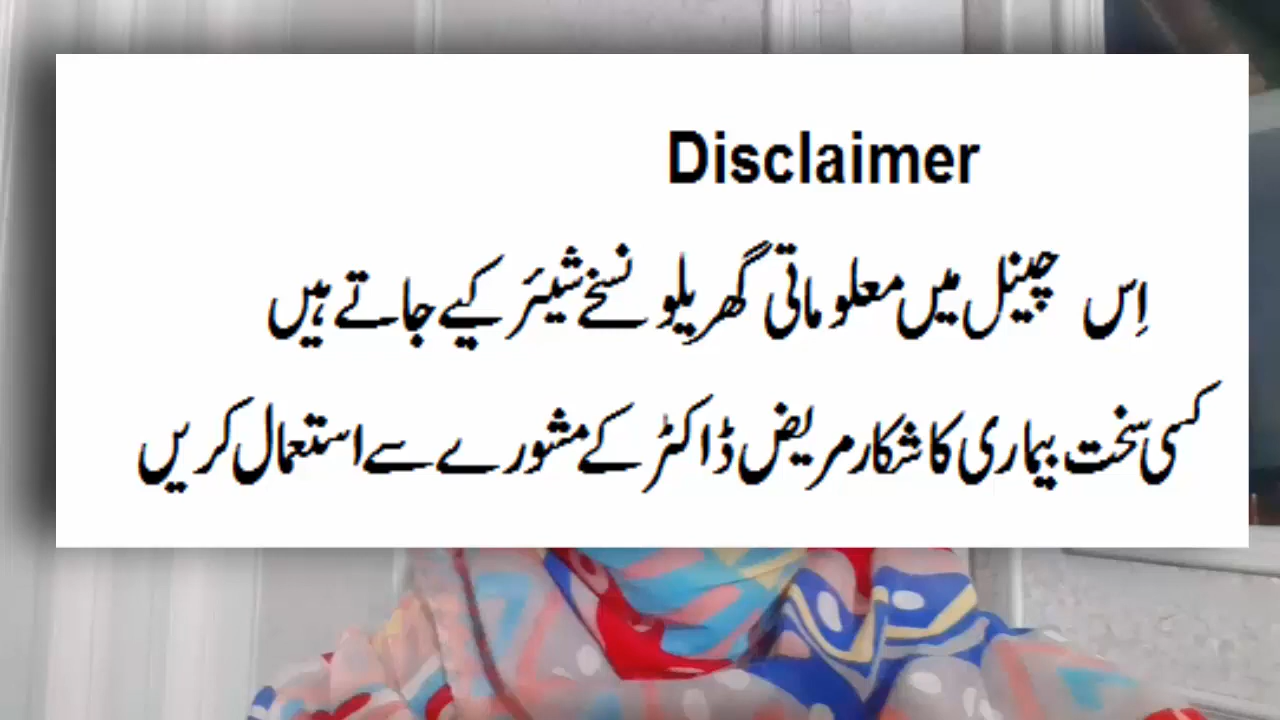 Disclaimer
اِس چینل میں معلوماتی گھریلو نسخے شیئر کیے جاتے ہیں
کسی سخت بیماری کا شکار مریض ڈاکٹر کے مشورے سے استعمال کریں